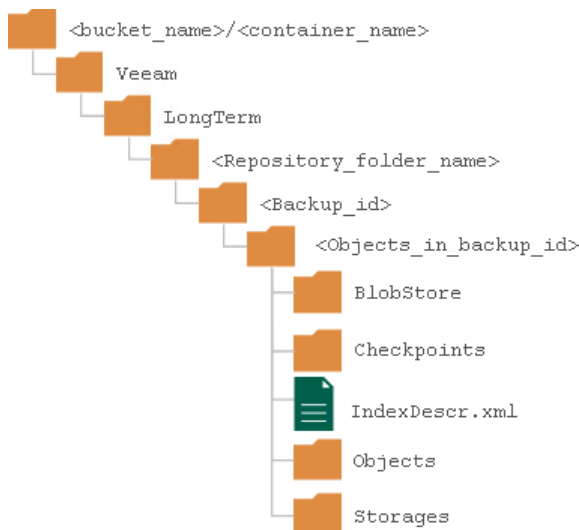 <bucket_name>/<container_name>
Veeam
LongTerm
<Repository_folder_name>
<Backup_id>
<Objects_in_backup_id>
BlobStore
Checkpoints
IndexDescr.xml
Objects
Storages